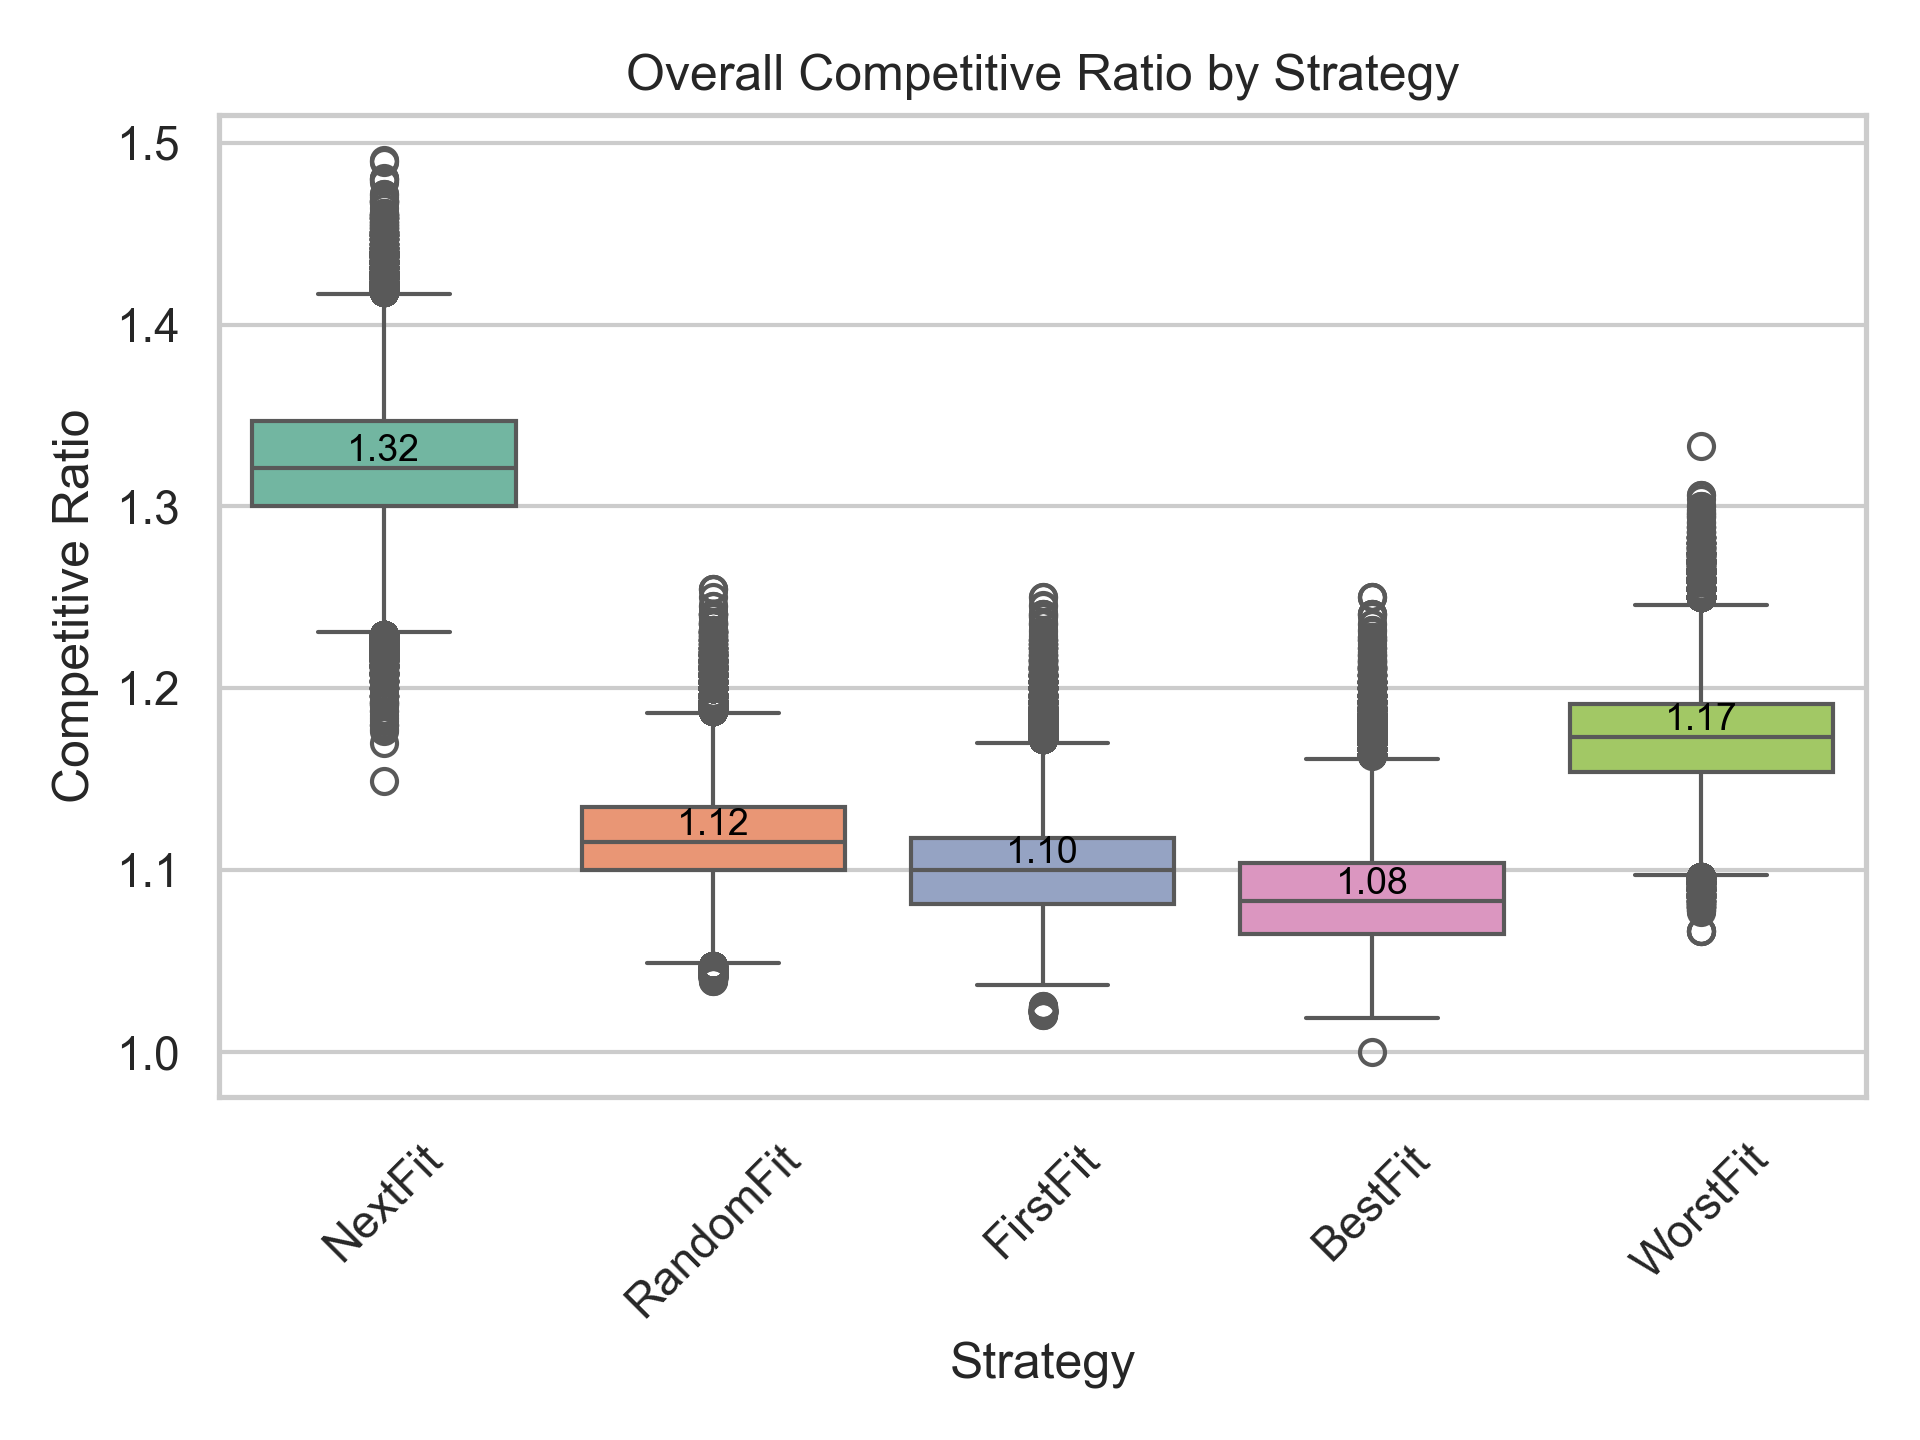 Overall Competitive Ratio by Strategy
Competitive Ratio
1.5
1.4
1.3
1.2
1.1
1.0
1.32
1.12
1.10
1.08
1.17
NextFit
RandomFit
FirstFit
BestFit
WorstFit
Strategy